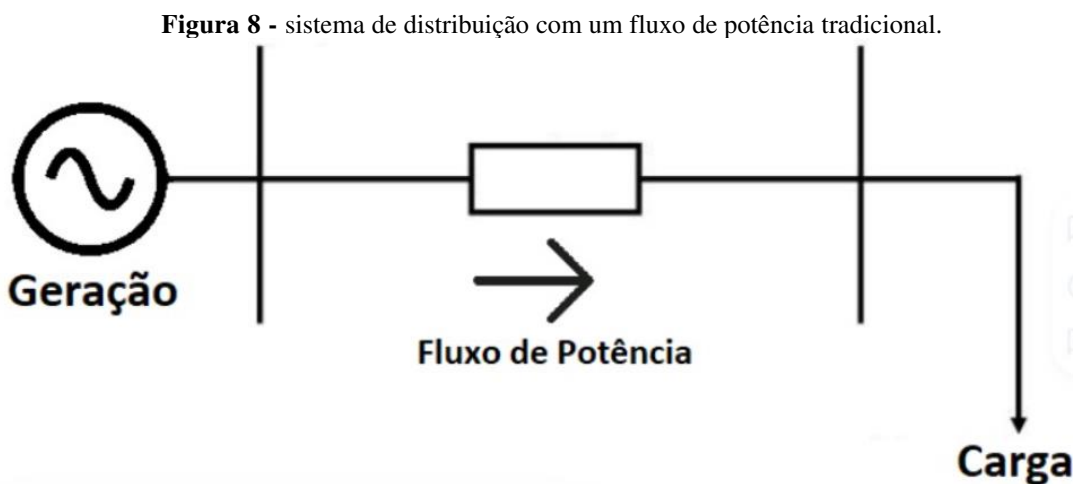 Figura 8 - sistema de distribuição com um fluxo de potência tradicional.
Geração
Fluxo de Potência
Carga